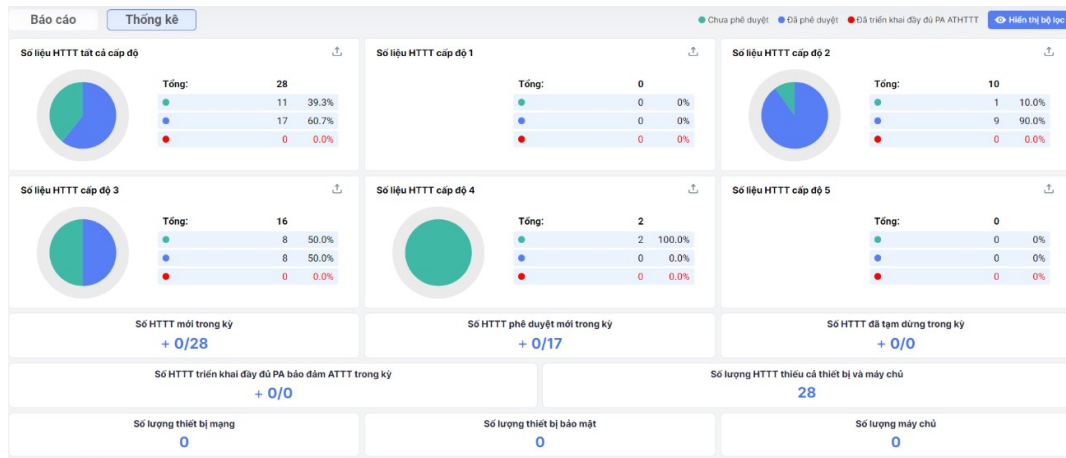 Báo cáo Thống kê
Chưa phê duyệt Đã phê duyệt Đã triển khai đầy đủ PA ATHTTT Hiển thị bộ lọc
Số liệu HTTT tất cả cấp độ
Tổng: 28
11 39.3%
17 60.7%
0 0.0%
Số liệu HTTT cấp độ 1
Tổng: 0
0 0%
0 0%
0 0%
Số liệu HTTT cấp độ 2
Tổng: 10
1 10.0%
9 90.0%
0 0.0%
Số liệu HTTT cấp độ 3
Tổng: 16
8 50.0%
8 50.0%
0 0.0%
Số liệu HTTT cấp độ 4
Tổng: 2
2 100.0%
0 0.0%
0 0.0%
Số liệu HTTT cấp độ 5
Tổng: 0
0 0%
0 0%
0 0%
Số HTTT mới trong kỳ
+ 0/28
Số HTTT phê duyệt mới trong kỳ
+ 0/17
Số HTTT đã tạm dừng trong kỳ
+ 0/0
Số HTTT triển khai đầy đủ PA bảo đảm ATTT trong kỳ
+ 0/0
Số lượng HTTT thiếu cả thiết bị và máy chủ
28
Số lượng thiết bị mạng
0
Số lượng thiết bị bảo mật
0
Số lượng máy chủ
0